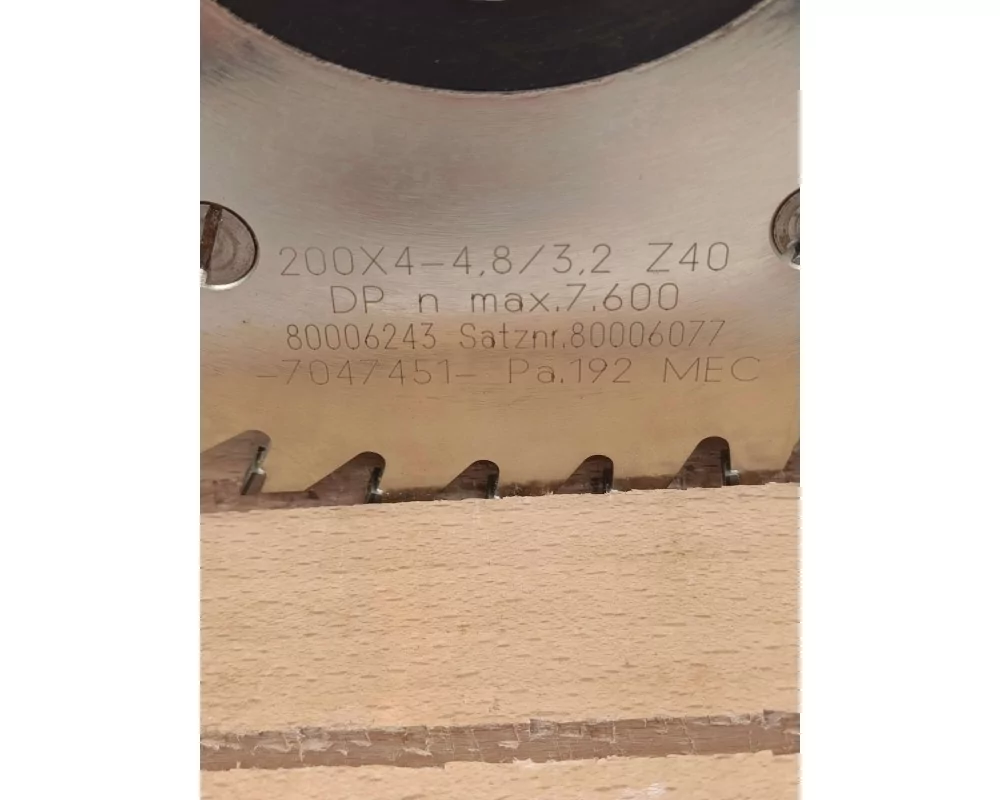 200X4-4,8/3,2 Z40
DP n max.7.600
80006243 Satznr.80006077
-7047451- Pa.192 MEC